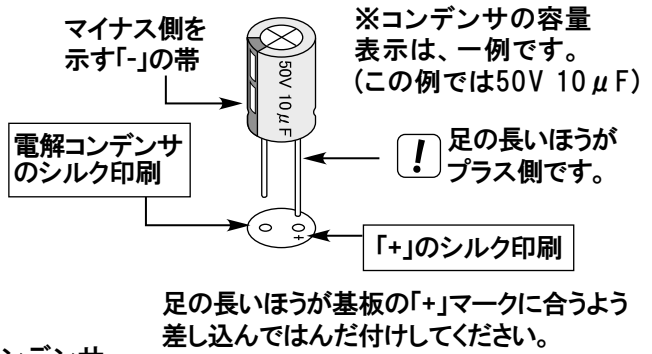 マイナス側を
示す「-」の帯
※コンデンサの容量
表示は、一例です。
(この例では50V 10μF)
50V 10μF
電解コンデンサ
のシルク印刷
! 足の長いほうが
プラス側です。
+
「+」のシルク印刷
足の長いほうが基板の「+」マークに合うよう
差し込んではんだ付けしてください。
ンデンサ